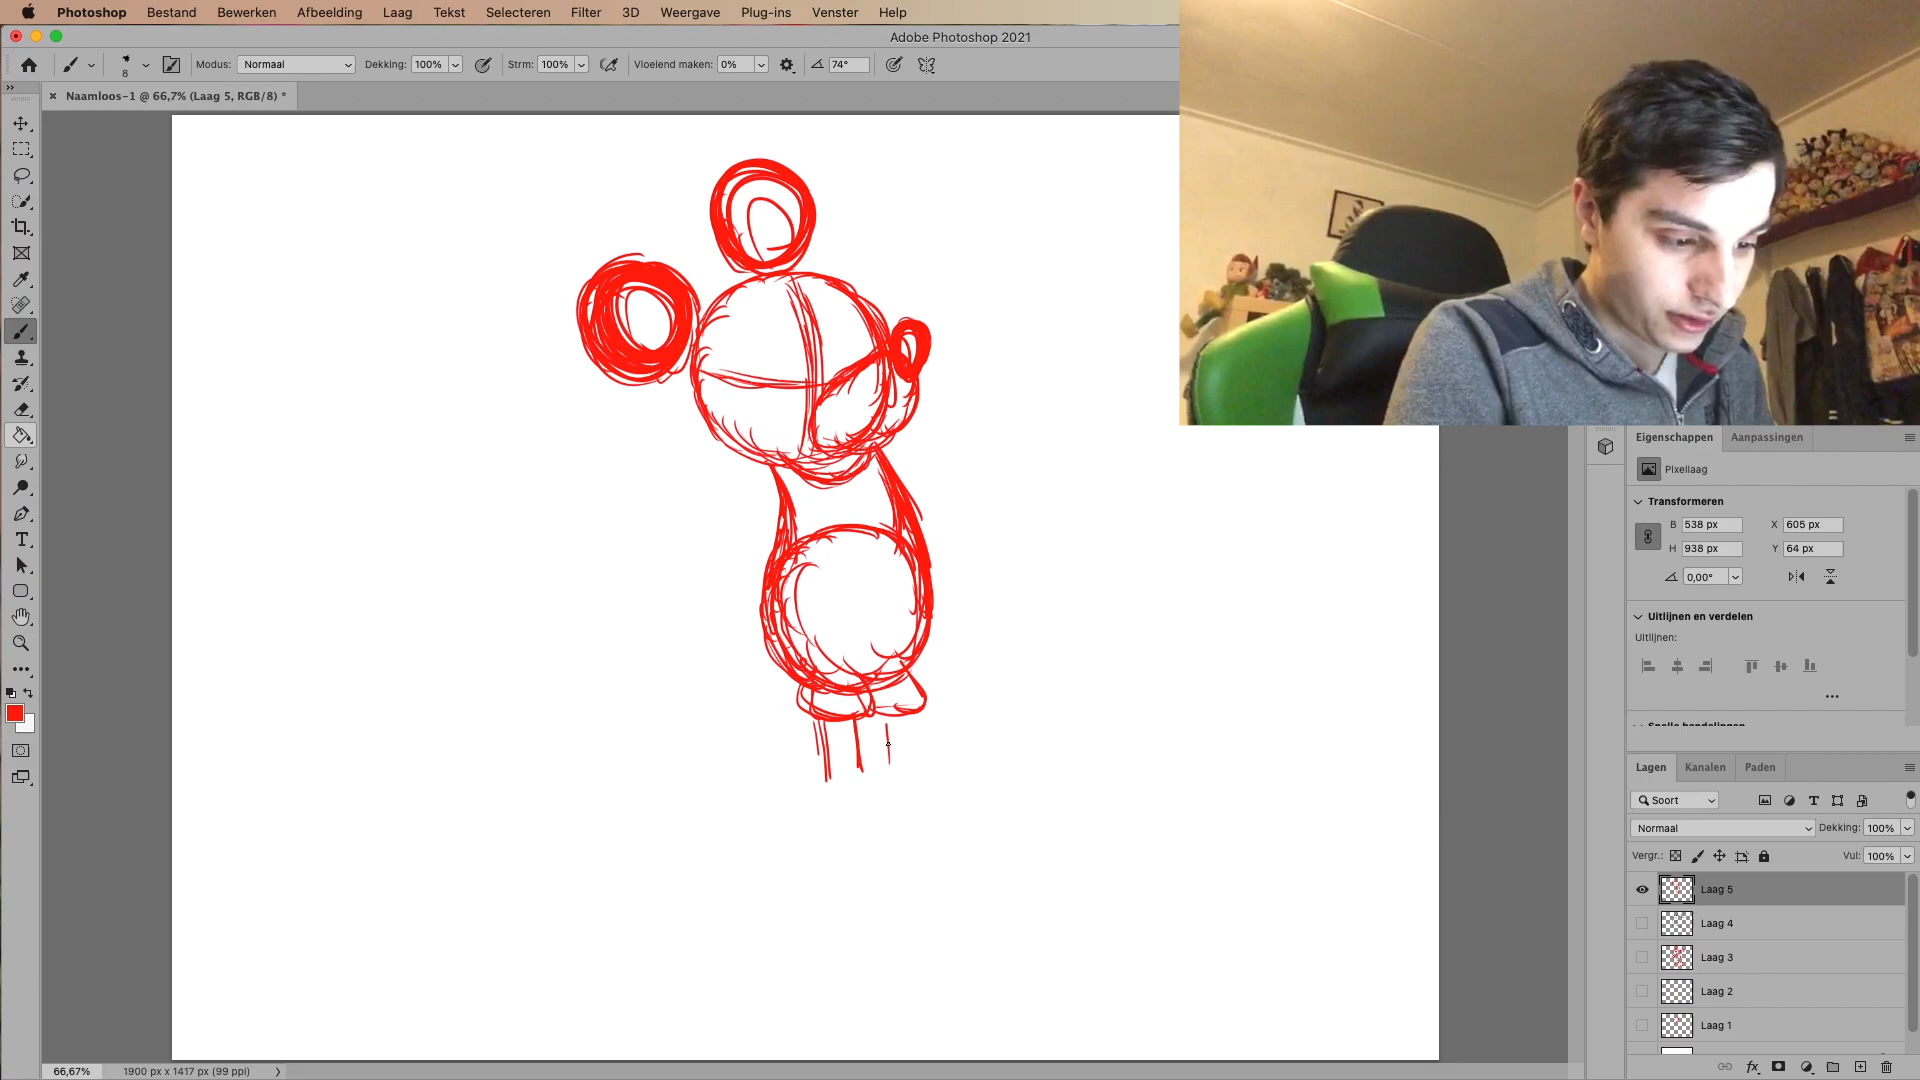 Photoshop Bestand Bewerken Afbeelding Laag Tekst Selecteren Filter 3D Weergave Plug-ins Venster Help
Adobe Photoshop 2021
8 Modus: Normaal Dekking: 100% Strm: 100% Vloeiend maken: 0% 74°
Naamloos-1 @ 66,7% (Laag 5, RGB/8) *
Eigenschappen Aanpassingen
Pixellaag
Transformeren
B 538 px X 605 px
H 938 px Y 64 px
0,00°
Uitlijnen en verdelen
Uitlijnen:
Snelle handelingen
Lagen Kanalen Paden
Soort
Normaal Dekking: 100%
Vergr.: Vul: 100%
Laag 5
Laag 4
Laag 3
Laag 2
Laag 1
66,67% 1900 px x 1417 px (99 ppi)